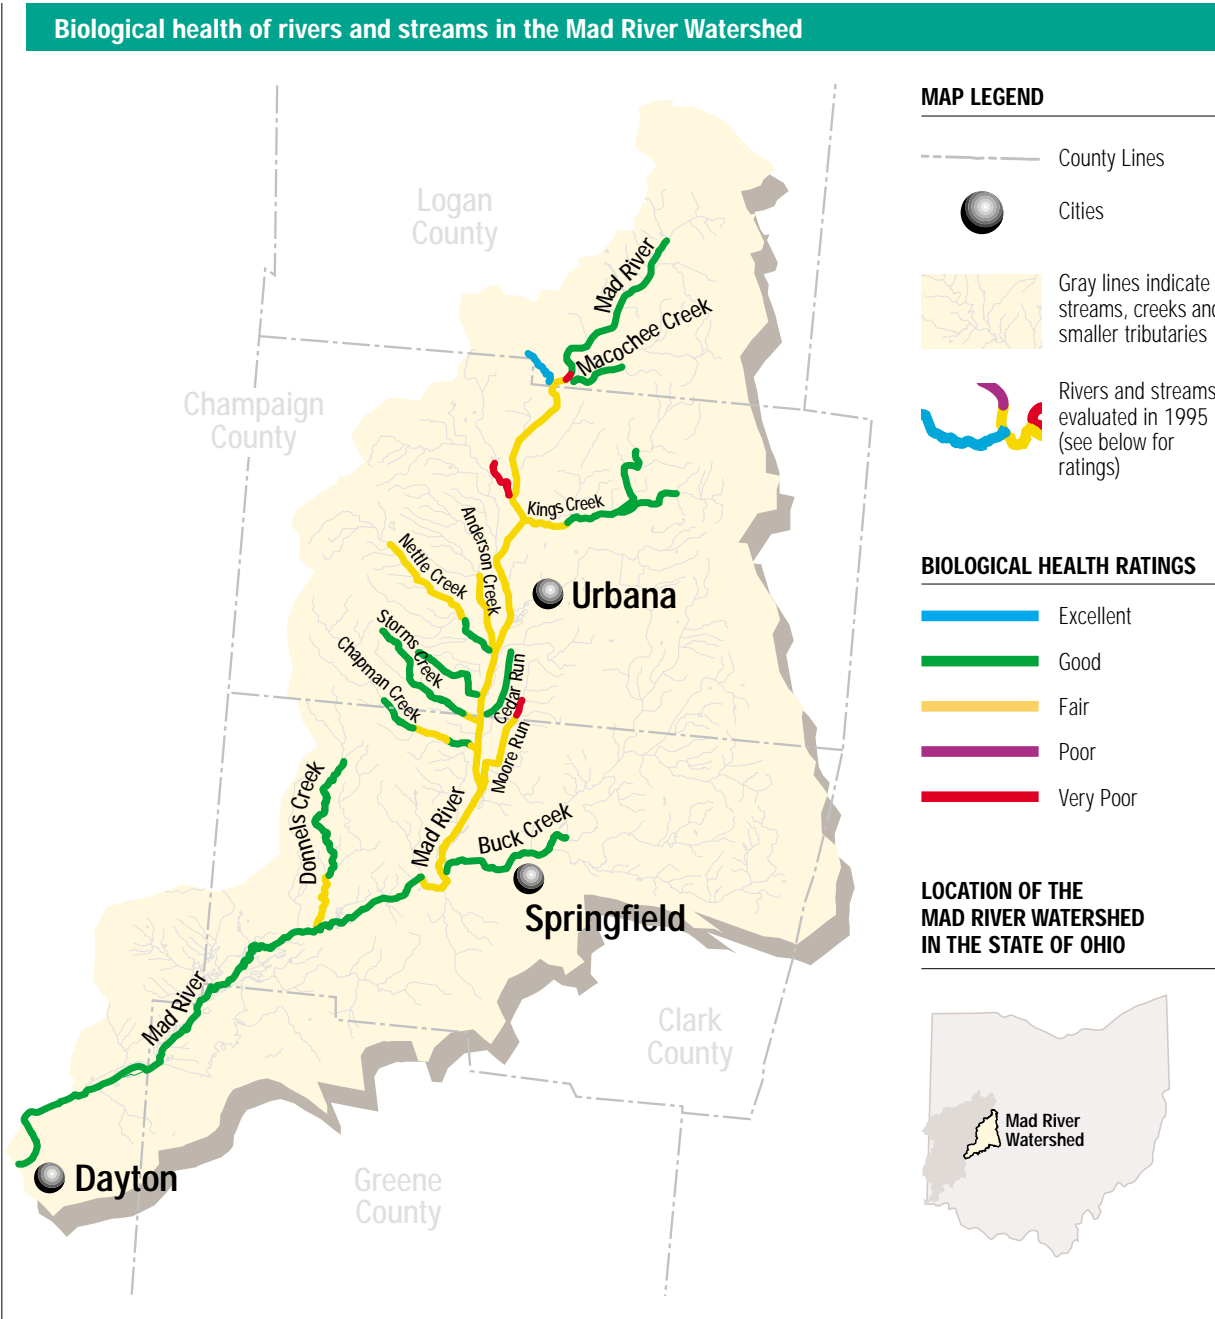 Biological health of rivers and streams in the Mad River Watershed
MAP LEGEND
County Lines
Cities
Gray lines indicate
streams, creeks and
smaller tributaries
Rivers and streams
evaluated in 1995
(see below for
ratings)
BIOLOGICAL HEALTH RATINGS
Excellent
Good
Fair
Poor
Very Poor
LOCATION OF THE
MAD RIVER WATERSHED
IN THE STATE OF OHIO
Mad River
Watershed
Logan
County
Mad River
Macochee Creek
Champaign
County
Kings Creek
Anderson Creek
Nettle Creek
Urbana
Storms
Creek
Chapman Creek
Cedar Run
Moore Run
Donnels Creek
Mad River
Buck Creek
Springfield
Mad River
Clark
County
Dayton
Greene
County